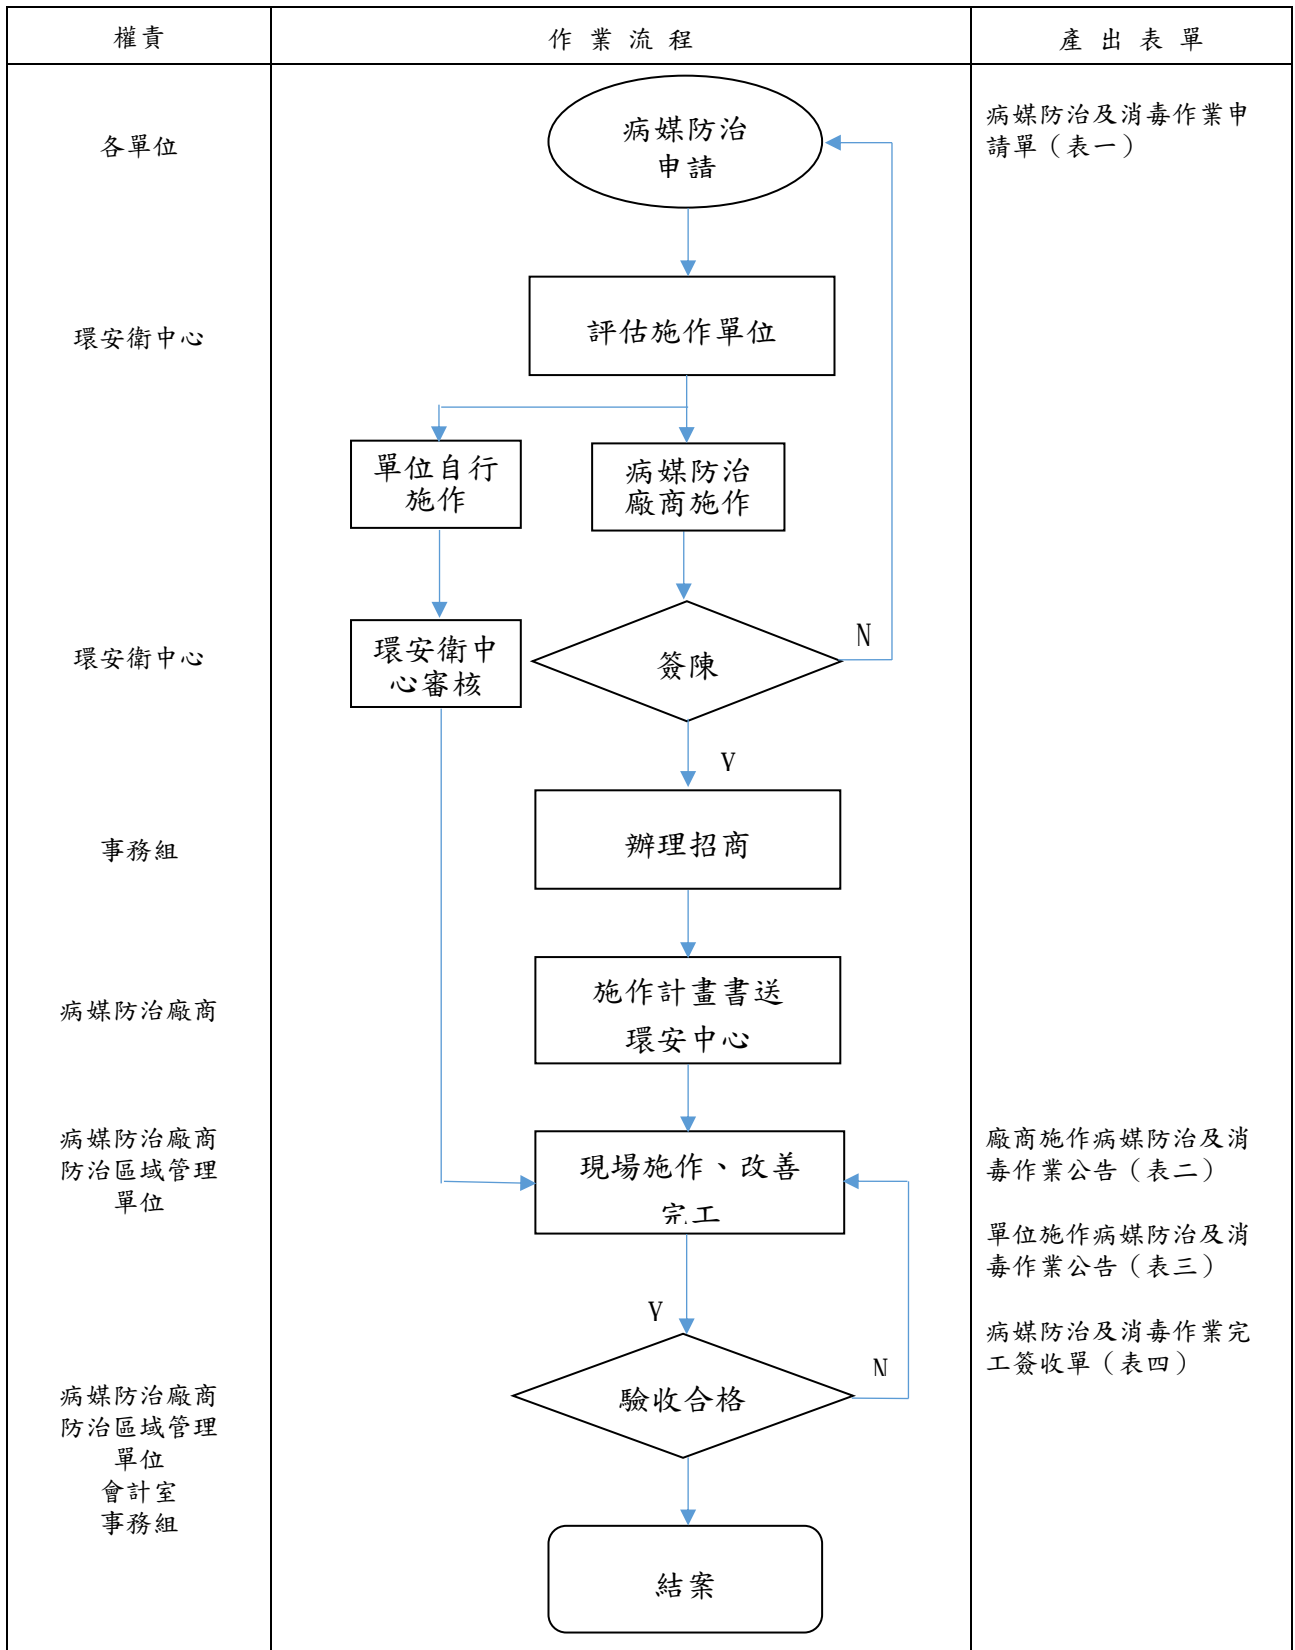 權責
作 業 流 程
產 出 表 單
各單位
病媒防治
申請
病媒防治及消毒作業申
請單（表一）
環安衛中心
評估施作單位
單位自行
施作
病媒防治
廠商施作
環安衛中心
環安衛中
心審核
簽陳
N
Y
事務組
辦理招商
病媒防治廠商
施作計畫書送
環安中心
病媒防治廠商
防治區域管理
單位
現場施作、改善
完工
廠商施作病媒防治及消
毒作業公告（表二）
單位施作病媒防治及消
毒作業公告（表三）
病媒防治及消毒作業完
工簽收單（表四）
Y
N
病媒防治廠商
防治區域管理
單位
會計室
事務組
驗收合格
結案